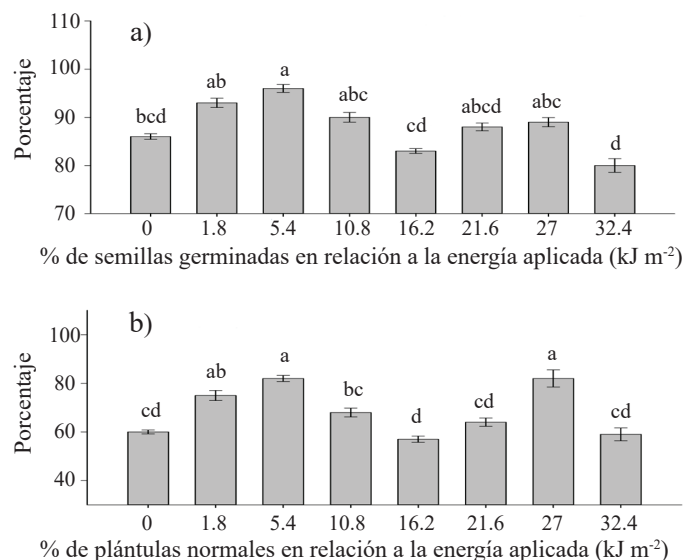 a)
Porcentaje
110
100
90
80
70
bcd ab a abc cd abcd abc d
0 1.8 5.4 10.8 16.2 21.6 27 32.4
% de semillas germinadas en relación a la energía aplicada (kJ m-2)
b)
Porcentaje
100
80
60
40
cd ab a bc d cd a cd
0 1.8 5.4 10.8 16.2 21.6 27 32.4
% de plántulas normales en relación a la energía aplicada (kJ m-2)